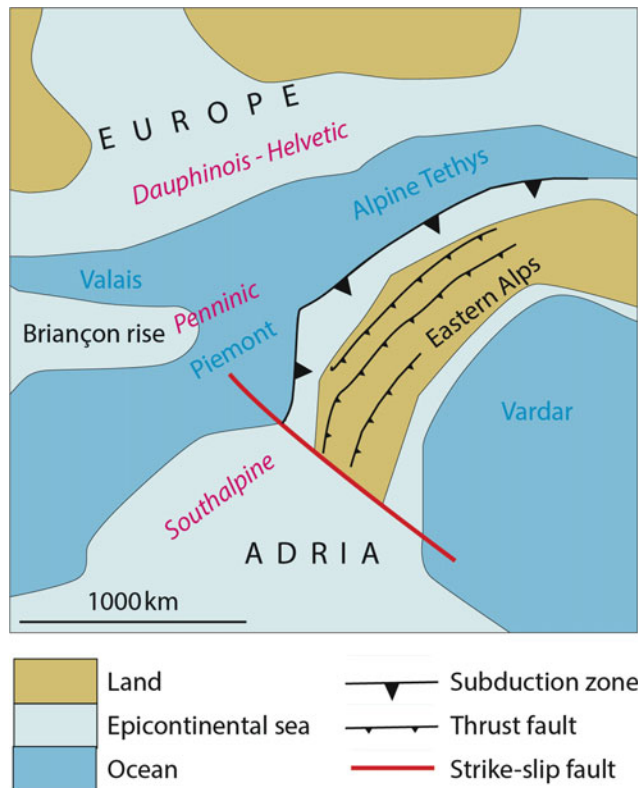 EUROPE
Dauphinois - Helvetic
Alpine Tethys
Valais
Penninic
Briançon rise
Piemont
Eastern Alps
Vardar
Southalpine
ADRIA
1000 km
Land
Epicontinental sea
Ocean
Subduction zone
Thrust fault
Strike-slip fault